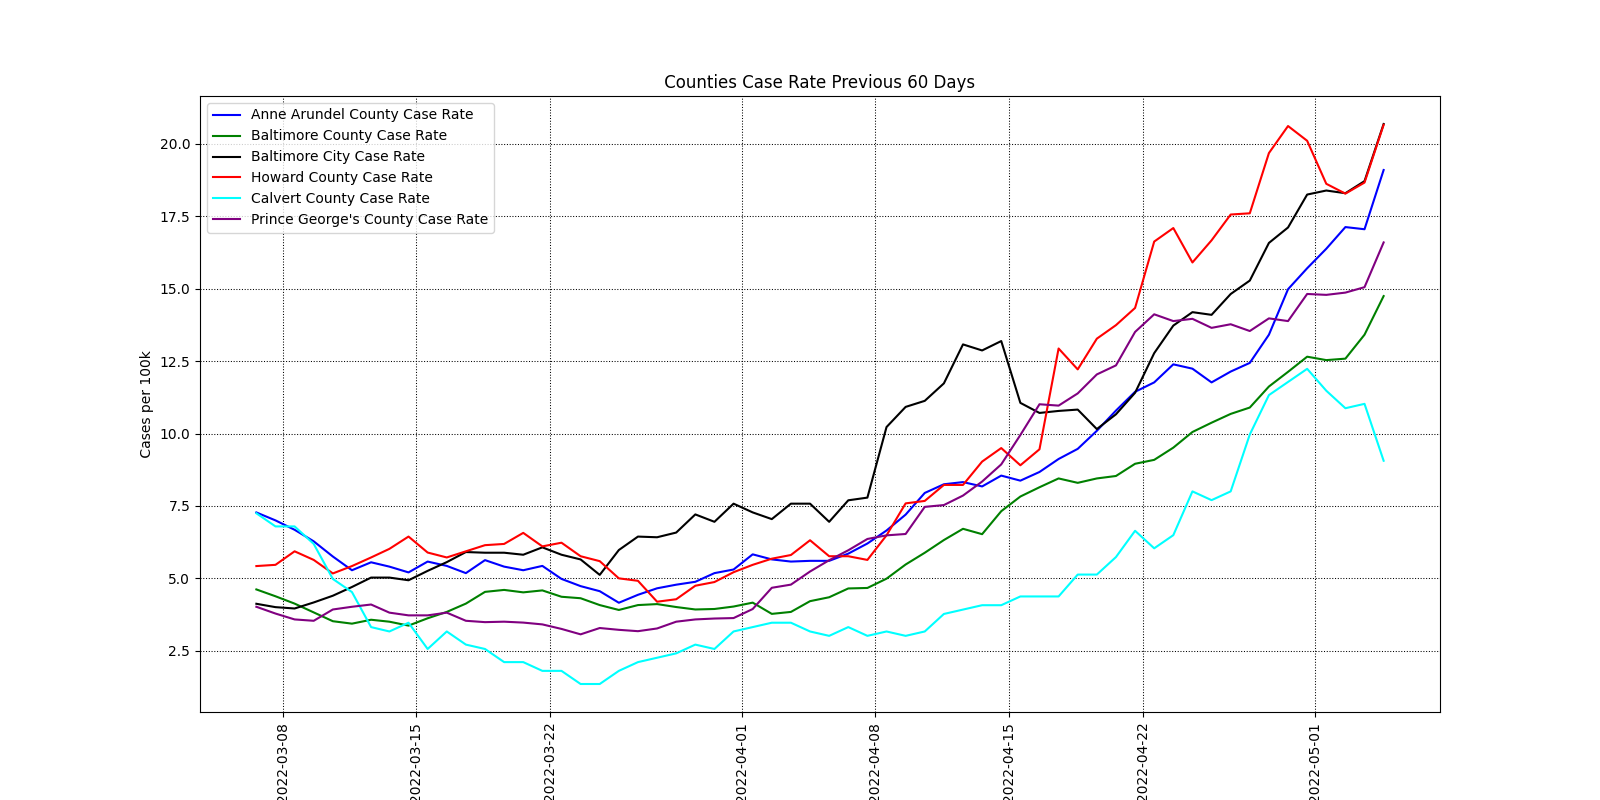 Counties Case Rate Previous 60 Days
Anne Arundel County Case Rate
Baltimore County Case Rate
Baltimore City Case Rate
Howard County Case Rate
Calvert County Case Rate
Prince George's County Case Rate
Cases per 100k
20.0
17.5
15.0
12.5
10.0
7.5
5.0
2.5
2022-03-08
2022-03-15
2022-03-22
2022-04-01
2022-04-08
2022-04-15
2022-04-22
2022-05-01